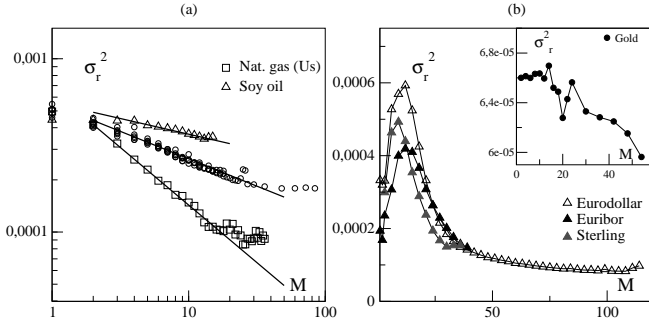 (a)
(b)
0,001
0,0001
σr2
Nat. gas (Us)
Soy oil
M
1
10
100
σr2
0,0006
0,0004
0,0002
0
Eurodollar
Euribor
Sterling
M
50
100
σr2
Gold
6,8e-05
6,4e-05
6e-05
M
0
20
40